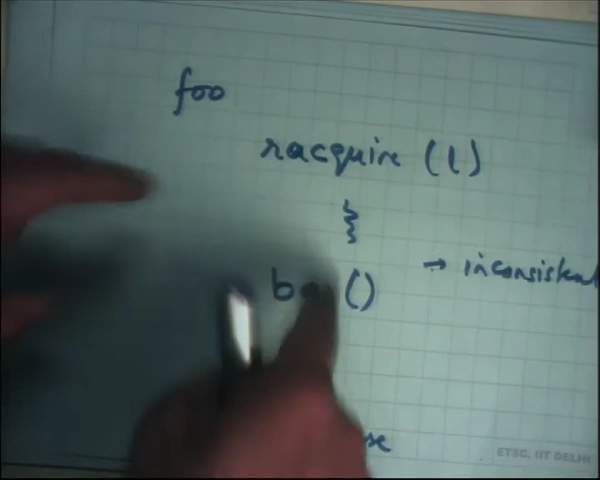 foo
racquire (l)
→ inconsistent
()
ETSC, IIT DELHI